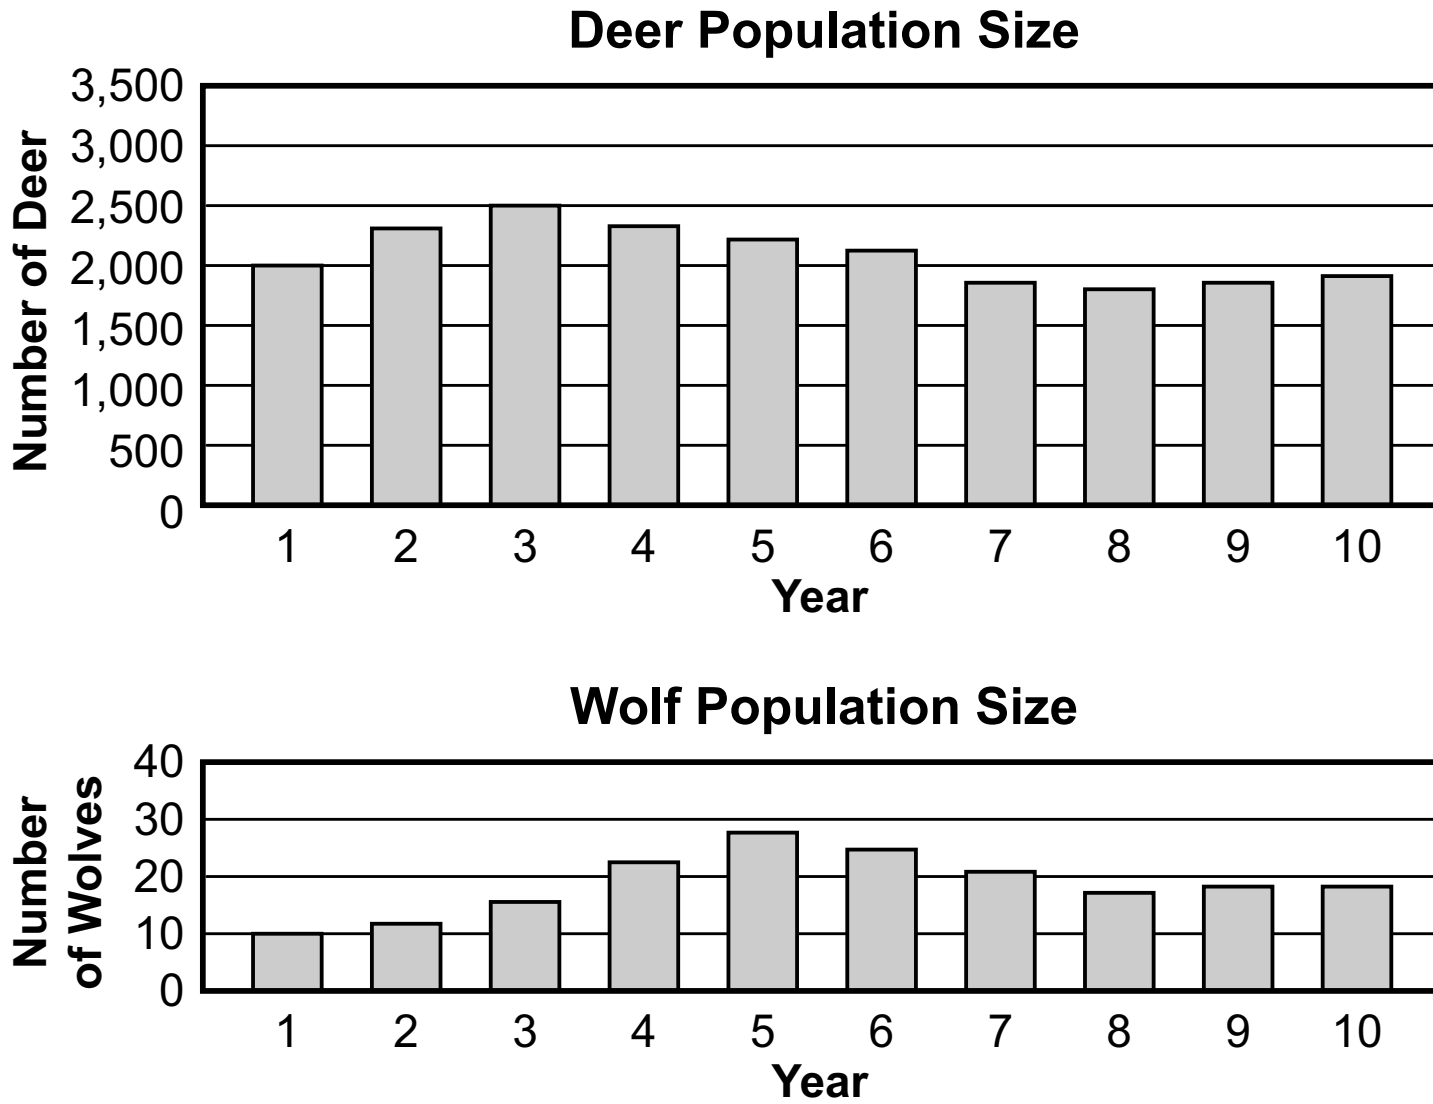 Deer Population Size
Number of Deer
3,500
3,000
2,500
2,000
1,500
1,000
500
0
1 2 3 4 5 6 7 8 9 10
Year
Wolf Population Size
Number
of Wolves
40
30
20
10
0
1 2 3 4 5 6 7 8 9 10
Year